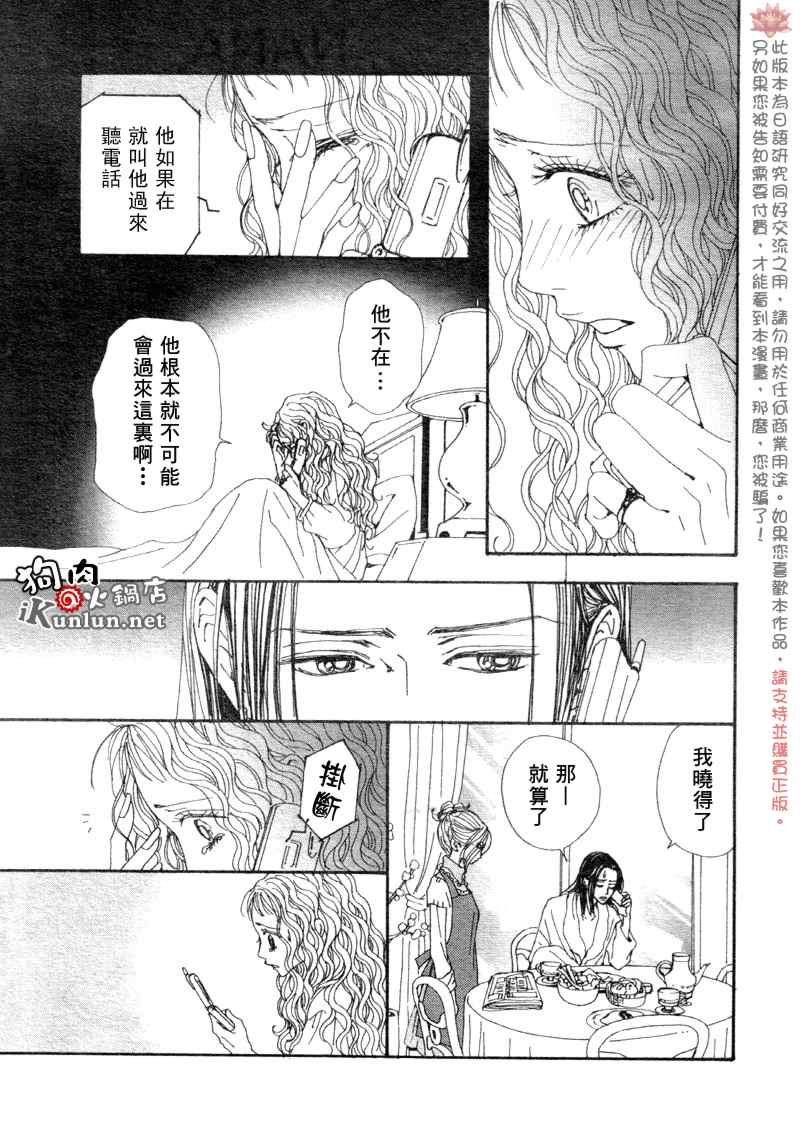 他如果在
就叫他過來
聽電話
他不在…
他根本就不可能
會過來這裏啊…
狗肉
火鍋店
iKunlun.net
我曉得了
那—
就算了
掛斷
此版本為日語研究同好交流之用，請勿用於任何商業用途。如果您喜歡本作品，請支持並購買正版。
另如果您被告知需要付費，才能看到本漫畫，那麼，您被騙了！